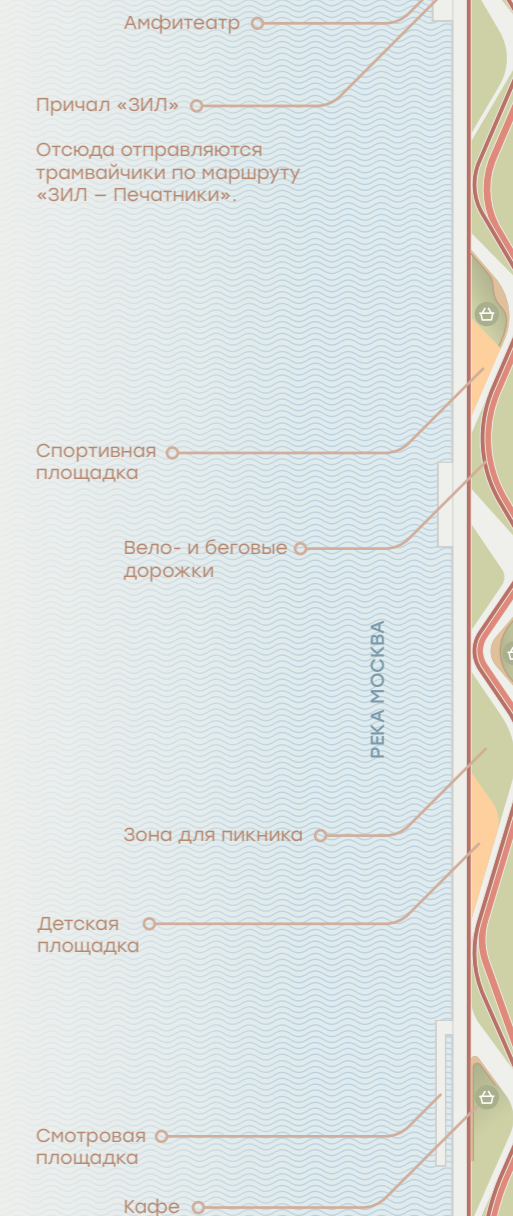 Амфитеатр
Причал «ЗИЛ»
Отсюда отправляются
трамвайчики по маршруту
«ЗИЛ – Печатники».
Спортивная
площадка
Вело- и беговые
дорожки
РЕКА МОСКВА
Зона для пикника
Детская
площадка
Смотровая
площадка
Кафе